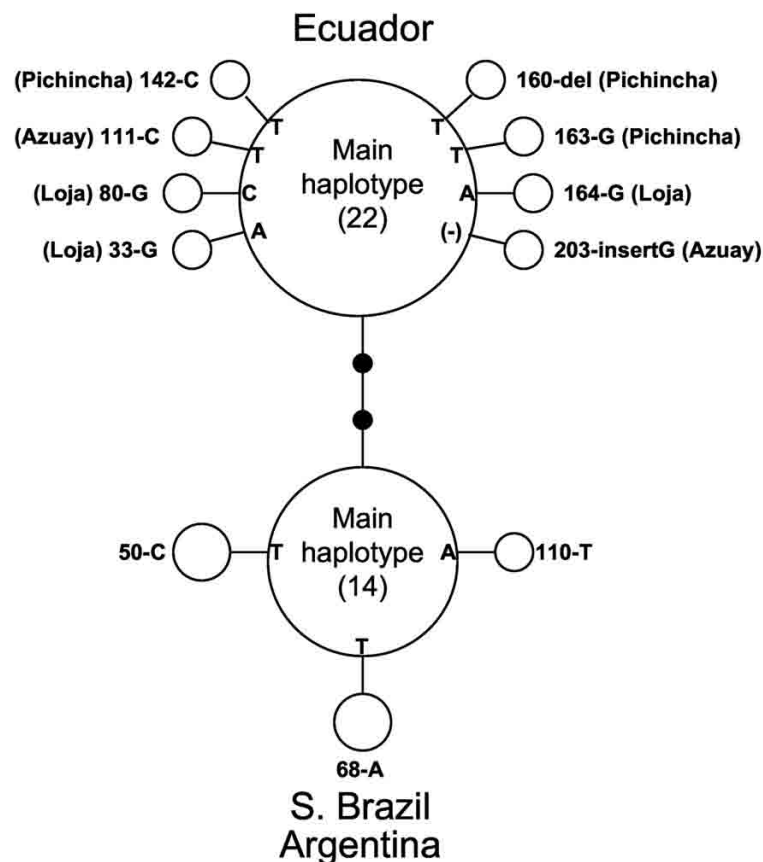 Ecuador
(Pichincha) 142-C
T
T
160-del (Pichincha)
(Azuay) 111-C
T
T
163-G (Pichincha)
Main
haplotype
(22)
(Loja) 80-G
C
A
164-G (Loja)
(Loja) 33-G
A
(-)
203-insertG (Azuay)
Main
haplotype
(14)
50-C
T
A
110-T
T
68-A
S. Brazil
Argentina